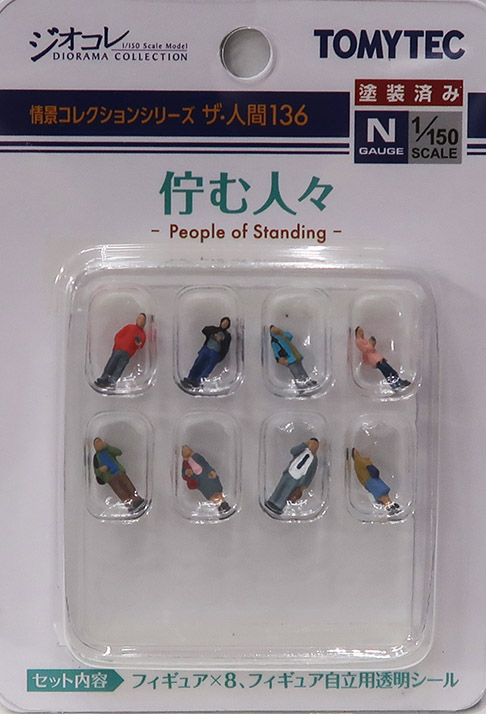 ジオコレ
1/150 Scale Model
DIORAMA COLLECTION
TOMYTEC
情景コレクションシリーズ ザ・人間136
塗装済み
N
GAUGE
1/150
SCALE
佇む人々
- People of Standing -
セット内容 フィギュア×8、フィギュア自立用透明シール